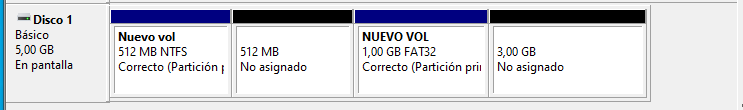 Disco 1
Básico
5,00 GB
En pantalla
Nuevo vol
512 MB NTFS
Correcto (Partición p
512 MB
No asignado
NUEVO VOL
1,00 GB FAT32
Correcto (Partición prin
3,00 GB
No asignado